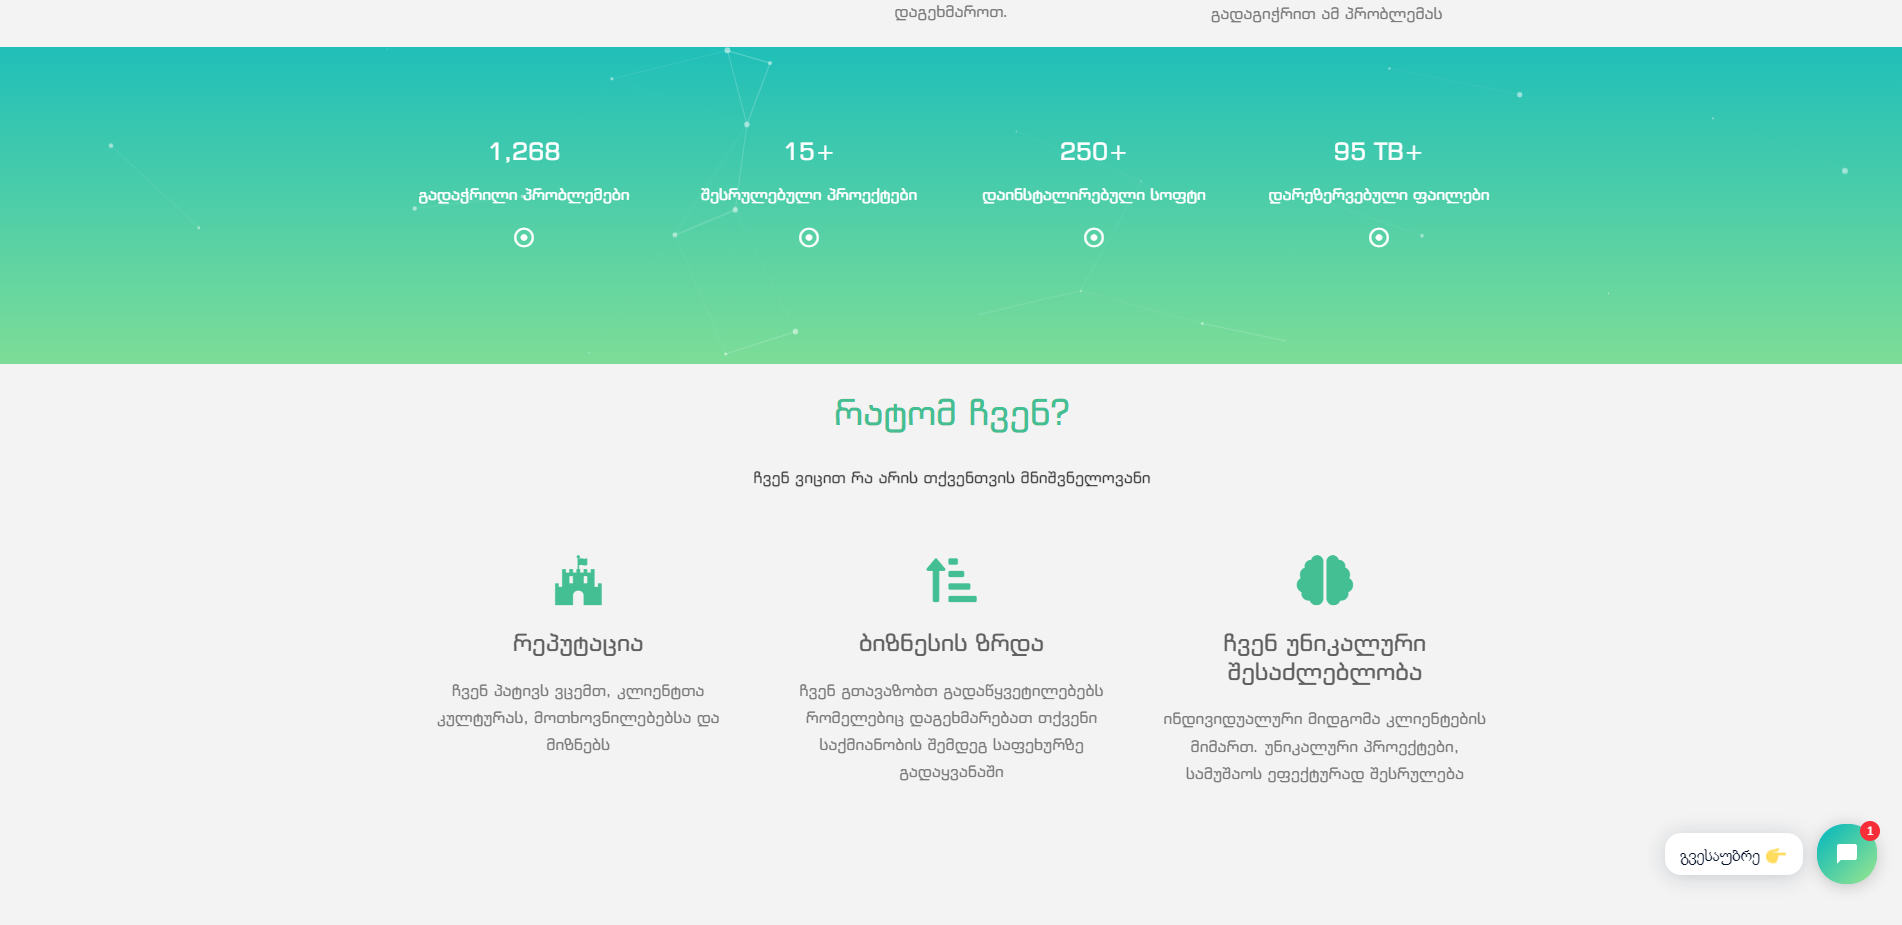 დაგეხმაროთ.
გადაგიჭრით ამ პრობლემას
1,268
15+
250+
95 TB+
გადაჭრილი პრობლემები
შესრულებული პროექტები
დაინსტალირებული სოფტი
დარეზერვებული ფაილები
რატომ ჩვენ?
ჩვენ ვიცით რა არის თქვენთვის მნიშვნელოვანი
რეპუტაცია
ჩვენ პატივს ვცემთ, კლიენტთა
კულტურას, მოთხოვნილებებსა და
მიზნებს
ბიზნესის ზრდა
ჩვენ გთავაზობთ გადაწყვეტილებებს
რომელებიც დაგეხმარებათ თქვენი
საქმიანობის შემდეგ საფეხურზე
გადაყვანაში
ჩვენ უნიკალური
შესაძლებლობა
ინდივიდუალური მიდგომა კლიენტების
მიმართ. უნიკალური პროექტები,
სამუშაოს ეფექტურად შესრულება
გვესაუბრე 👉
1